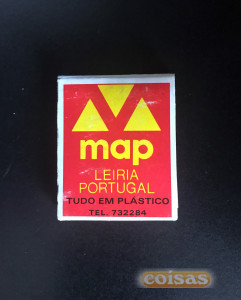 map
LEIRIA
PORTUGAL
TUDO EM PLÁSTICO
TEL. 732284
coisas